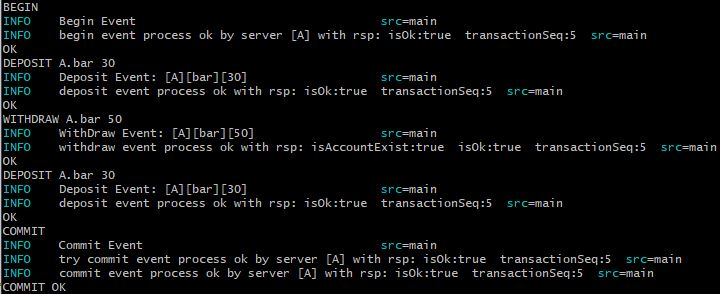 BEGIN
INFO    Begin Event                                   src=main
INFO    begin event process ok by server [A] with rsp: isOk:true  transactionSeq:5  src=main
OK
DEPOSIT A.bar 30
INFO    Deposit Event: [A][bar][30]                   src=main
INFO    deposit event process ok with rsp: isOk:true  transactionSeq:5  src=main
OK
WITHDRAW A.bar 50
INFO    WithDraw Event: [A][bar][50]                  src=main
INFO    withdraw event process ok with rsp: isAccountExist:true  isOk:true  transactionSeq:5  src=main
OK
DEPOSIT A.bar 30
INFO    Deposit Event: [A][bar][30]                   src=main
INFO    deposit event process ok with rsp: isOk:true  transactionSeq:5  src=main
OK
COMMIT
INFO    Commit Event                                  src=main
INFO    try commit event process ok by server [A] with rsp: isOk:true  transactionSeq:5  src=main
INFO    commit event process ok by server [A] with rsp: isOk:true  transactionSeq:5  src=main
COMMIT OK